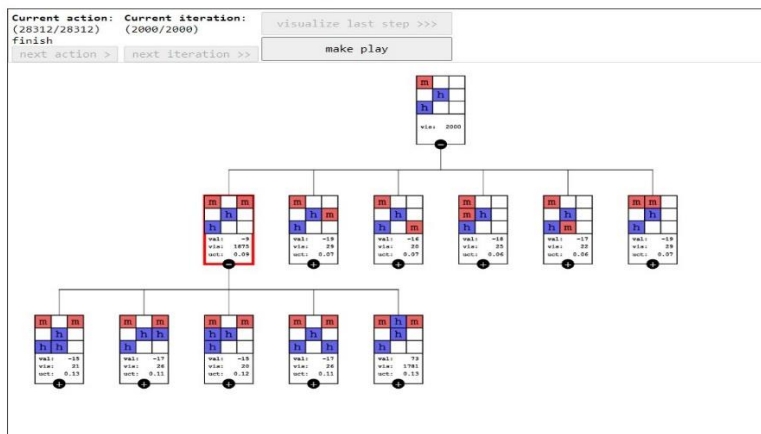 Current action: Current iteration:
(28312/28312) (2000/2000)
finish
visualize last step >>>
next action > next iteration >> make play
m
h
h
vis: 2000
m m
h
h
val: -9
vis: 1875
uct: 0.09
m
h m
h
val: -19
vis: 29
uct: 0.07
m
h
h m
val: -16
vis: 20
uct: 0.07
m
m h
h
val: -18
vis: 25
uct: 0.06
m
h
h m
val: -17
vis: 22
uct: 0.06
m m
h
h
val: -19
vis: 29
uct: 0.07
m m
h
h h
val: -15
vis: 21
uct: 0.13
m m
h h
h
val: -17
vis: 26
uct: 0.11
m m
h h
h
val: -15
vis: 20
uct: 0.12
m m
h
h h
val: -17
vis: 26
uct: 0.11
m h m
h
h
val: 73
vis: 1781
uct: 0.13